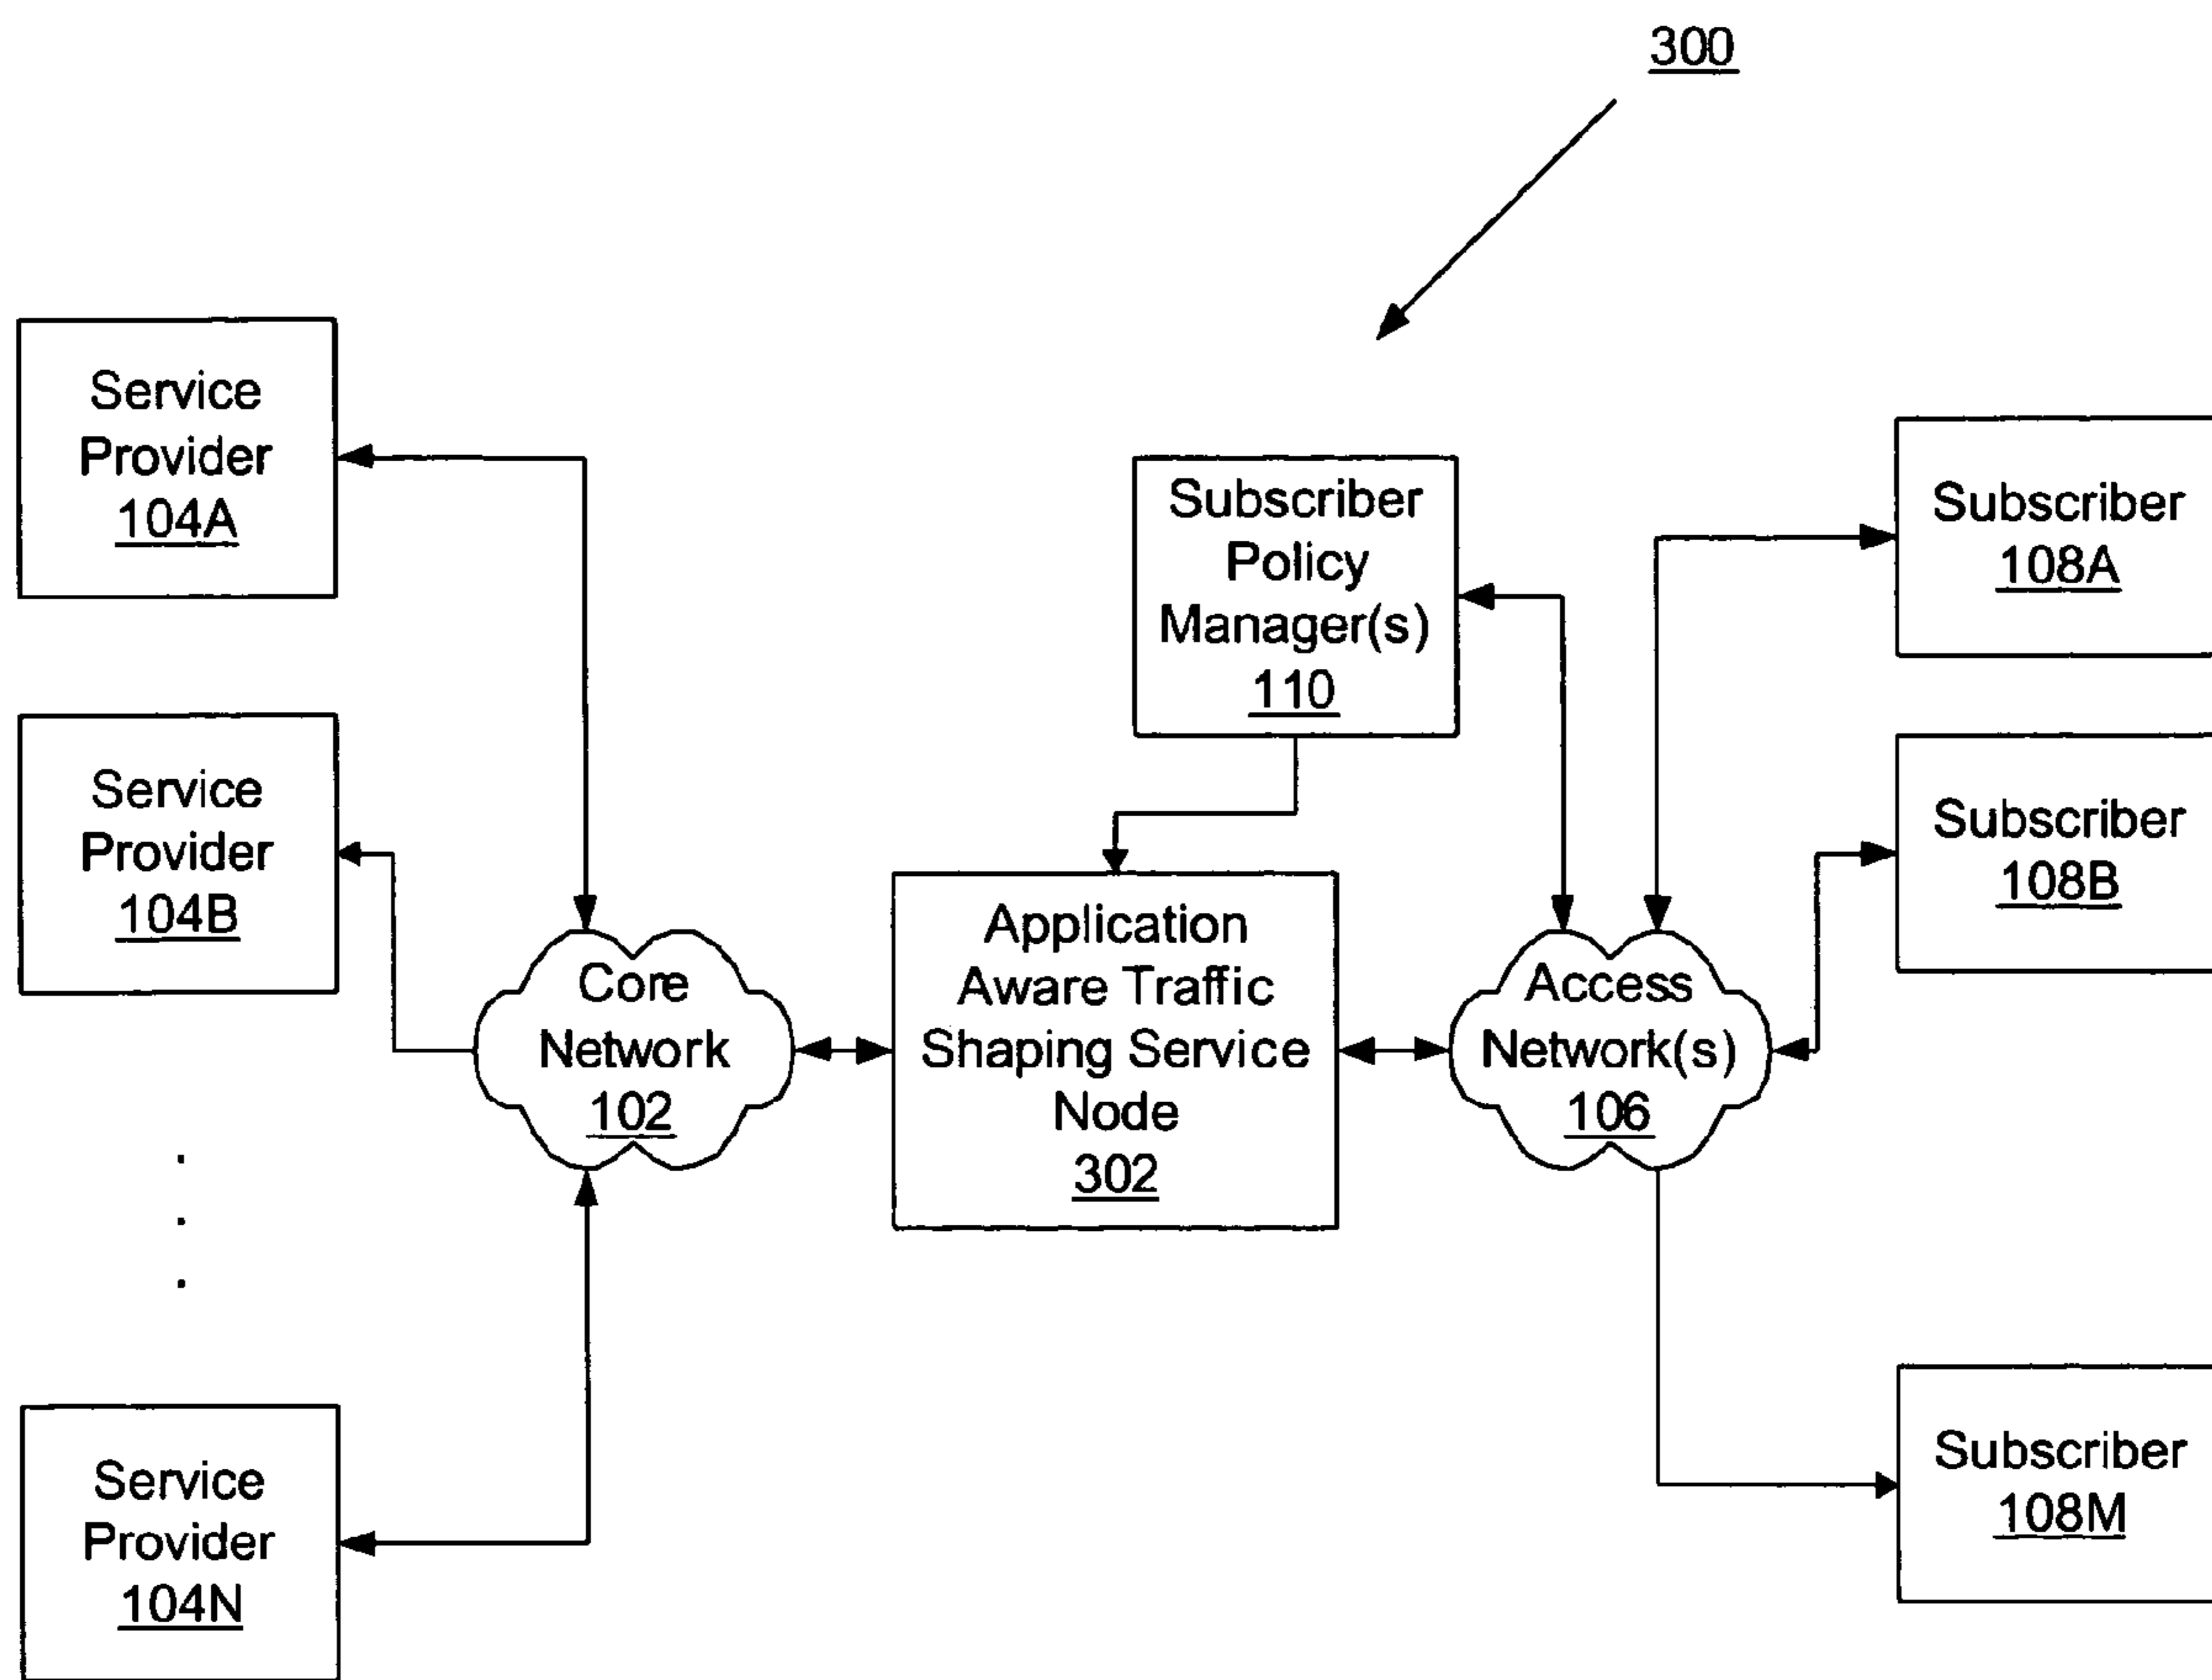 300
Service
Provider
104A
Service
Provider
104B
.
.
.
Service
Provider
104N
Core
Network
102
Subscriber
Policy
Manager(s)
110
Application
Aware Traffic
Shaping Service
Node
302
Access
Network(s)
106
Subscriber
108A
Subscriber
108B
Subscriber
108M